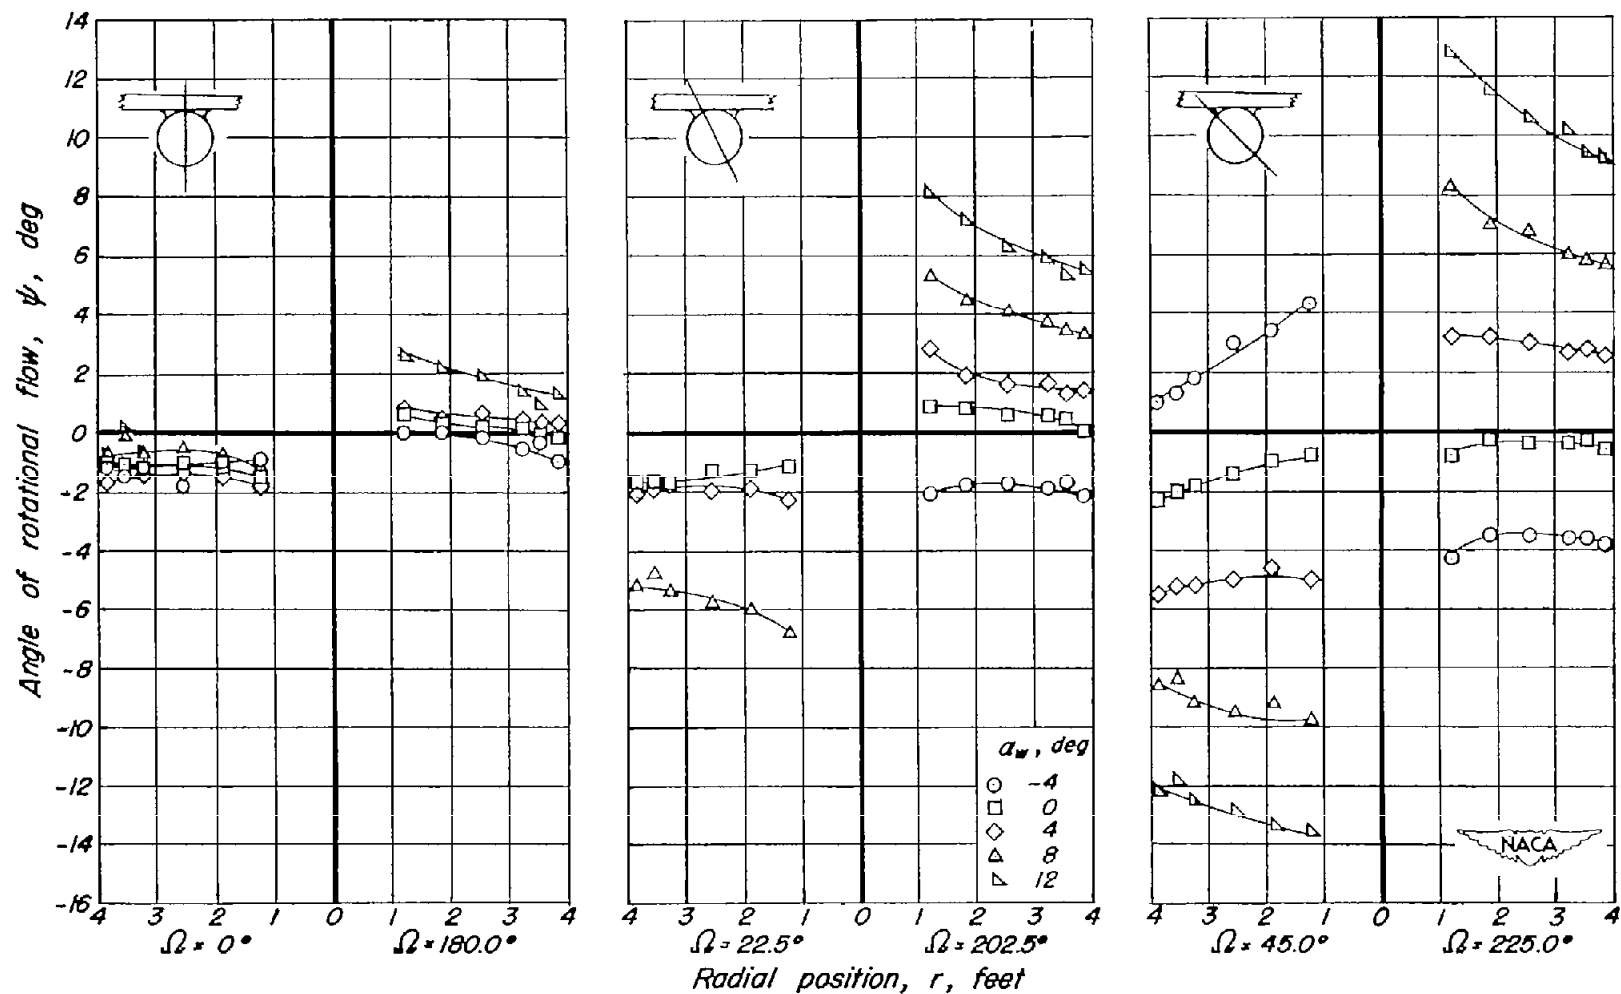 14
12
10
8
6
4
2
0
-2
-4
-6
-8
-10
-12
-14
-16
Angle of rotational flow, ψ, deg
αw, deg
-4
0
4
8
12
NACA
4 3 2 1 0 1 2 3 4
4 3 2 1 0 1 2 3 4
4 3 2 1 0 1 2 3 4
Ω = 0° Ω = 180.0° Ω = 22.5° Ω = 202.5° Ω = 45.0° Ω = 225.0°
Radial position, r, feet